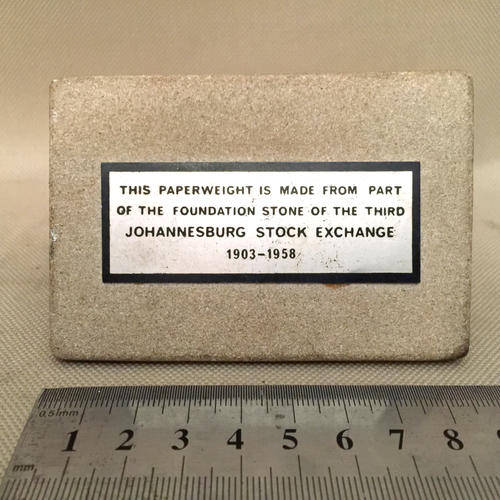 THIS PAPERWEIGHT IS MADE FROM PART
OF THE FOUNDATION STONE OF THE THIRD
JOHANNESBURG STOCK EXCHANGE
1903-1958
0.5mm
1 2 3 4 5 6 7 8 9
mm